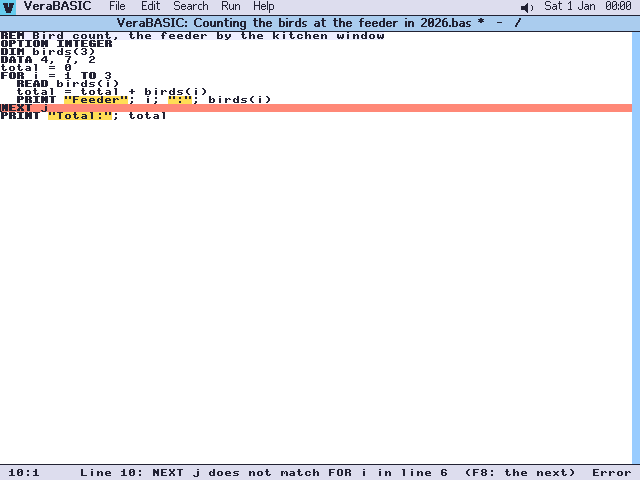 VeraBASIC File Edit Search Run Help Sat 1 Jan 00:00
VeraBASIC: Counting the birds at the feeder in 2026.bas * - /
REM Bird count, the feeder by the kitchen window
OPTION INTEGER
DIM birds(3)
DATA 4, 7, 2
total = 0
FOR i = 1 TO 3
READ birds(i)
total = total + birds(i)
PRINT "Feeder"; i; ":"; birds(i)
NEXT j
PRINT "Total:"; total
10:1 Line 10: NEXT j does not match FOR i in line 6 (F8: the next) Error